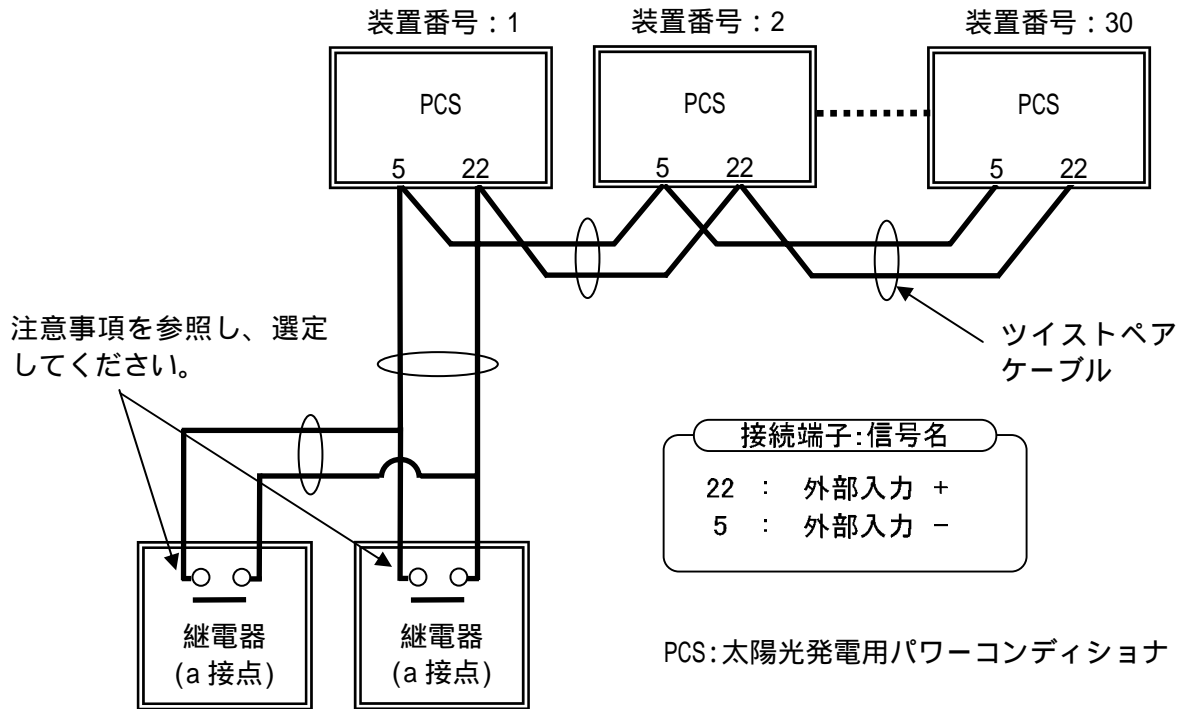 装置番号：1
装置番号：2
装置番号：30
PCS
PCS
PCS
5 22
5 22
5 22
注意事項を参照し、選定
してください。
ツイストペア
ケーブル
接続端子:信号名
22 : 外部入力 +
5 : 外部入力 −
継電器
(a 接点)
継電器
(a 接点)
PCS:太陽光発電用パワーコンディショナ